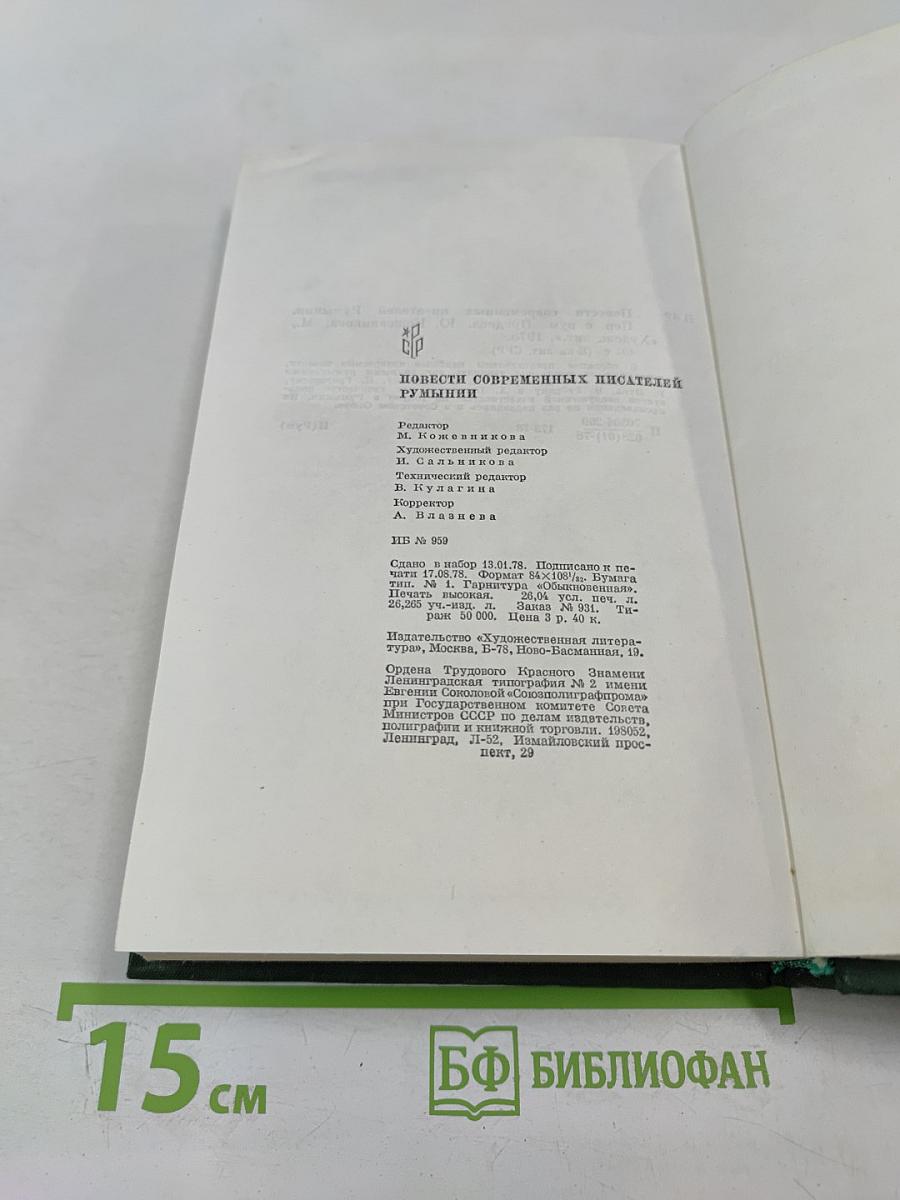 СРР
ПОВЕСТИ СОВРЕМЕННЫХ ПИСАТЕЛЕЙ
РУМЫНИИ
Редактор
М. Кожевникова
Художественный редактор
И. Сальникова
Технический редактор
В. Кулагина
Корректор
А. Влазнева
ИБ № 959
Сдано в набор 13.01.78. Подписано к пе-
чати 17.08.78. Формат 84×108¹/₃₂. Бумага
тип. № 1. Гарнитура «Обыкновенная».
Печать высокая. 26,04 усл. печ. л.
26,265 уч.-изд. л. Заказ № 931. Ти-
раж 50 000. Цена 3 р. 40 к.
Издательство «Художественная литера-
тура», Москва, Б-78, Ново-Басманная, 19.
Ордена Трудового Красного Знамени
Ленинградская типография № 2 имени
Евгении Соколовой «Союзполиграфпрома»
при Государственном комитете Совета
Министров СССР по делам издательств,
полиграфии и книжной торговли. 198052,
Ленинград, Л-52, Измайловский прос-
пект, 29
15 см
БФ БИБЛИОФАН